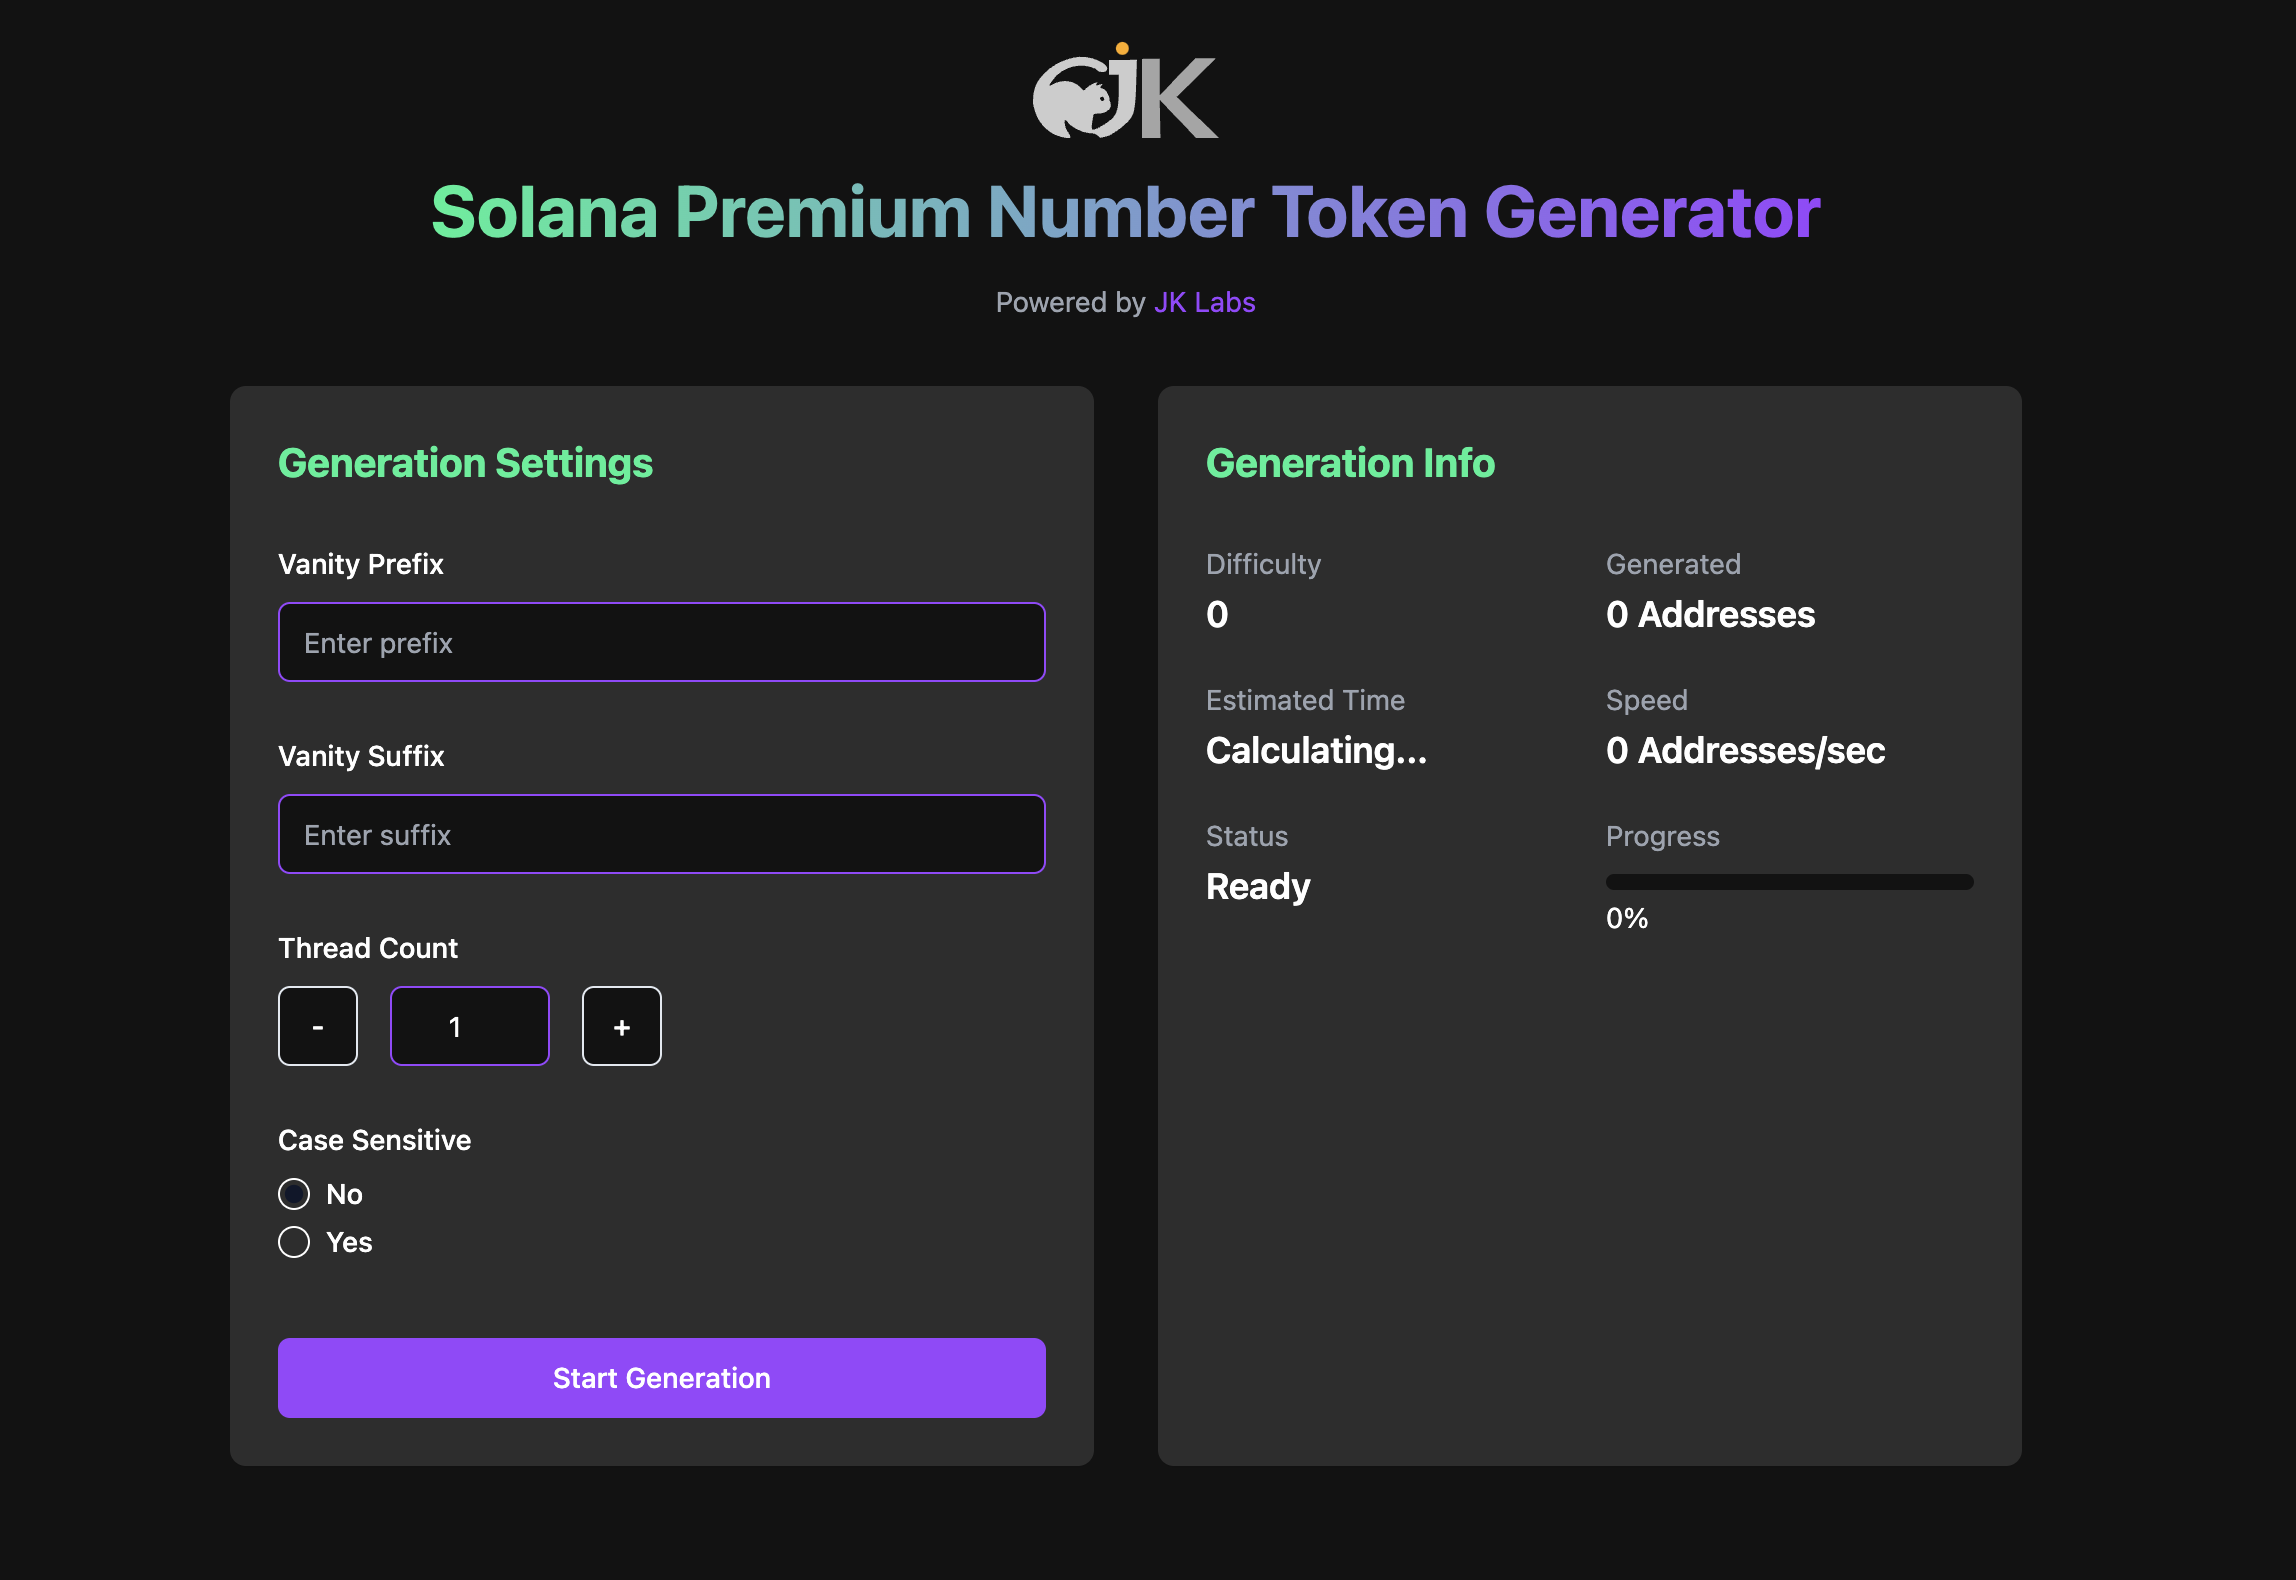 JK
Solana Premium Number Token Generator
Powered by JK Labs
Generation Settings
Vanity Prefix
Enter prefix
Vanity Suffix
Enter suffix
Thread Count
- 1 +
Case Sensitive
No
Yes
Start Generation
Generation Info
Difficulty
0
Generated
0 Addresses
Estimated Time
Calculating...
Speed
0 Addresses/sec
Status
Ready
Progress
0%